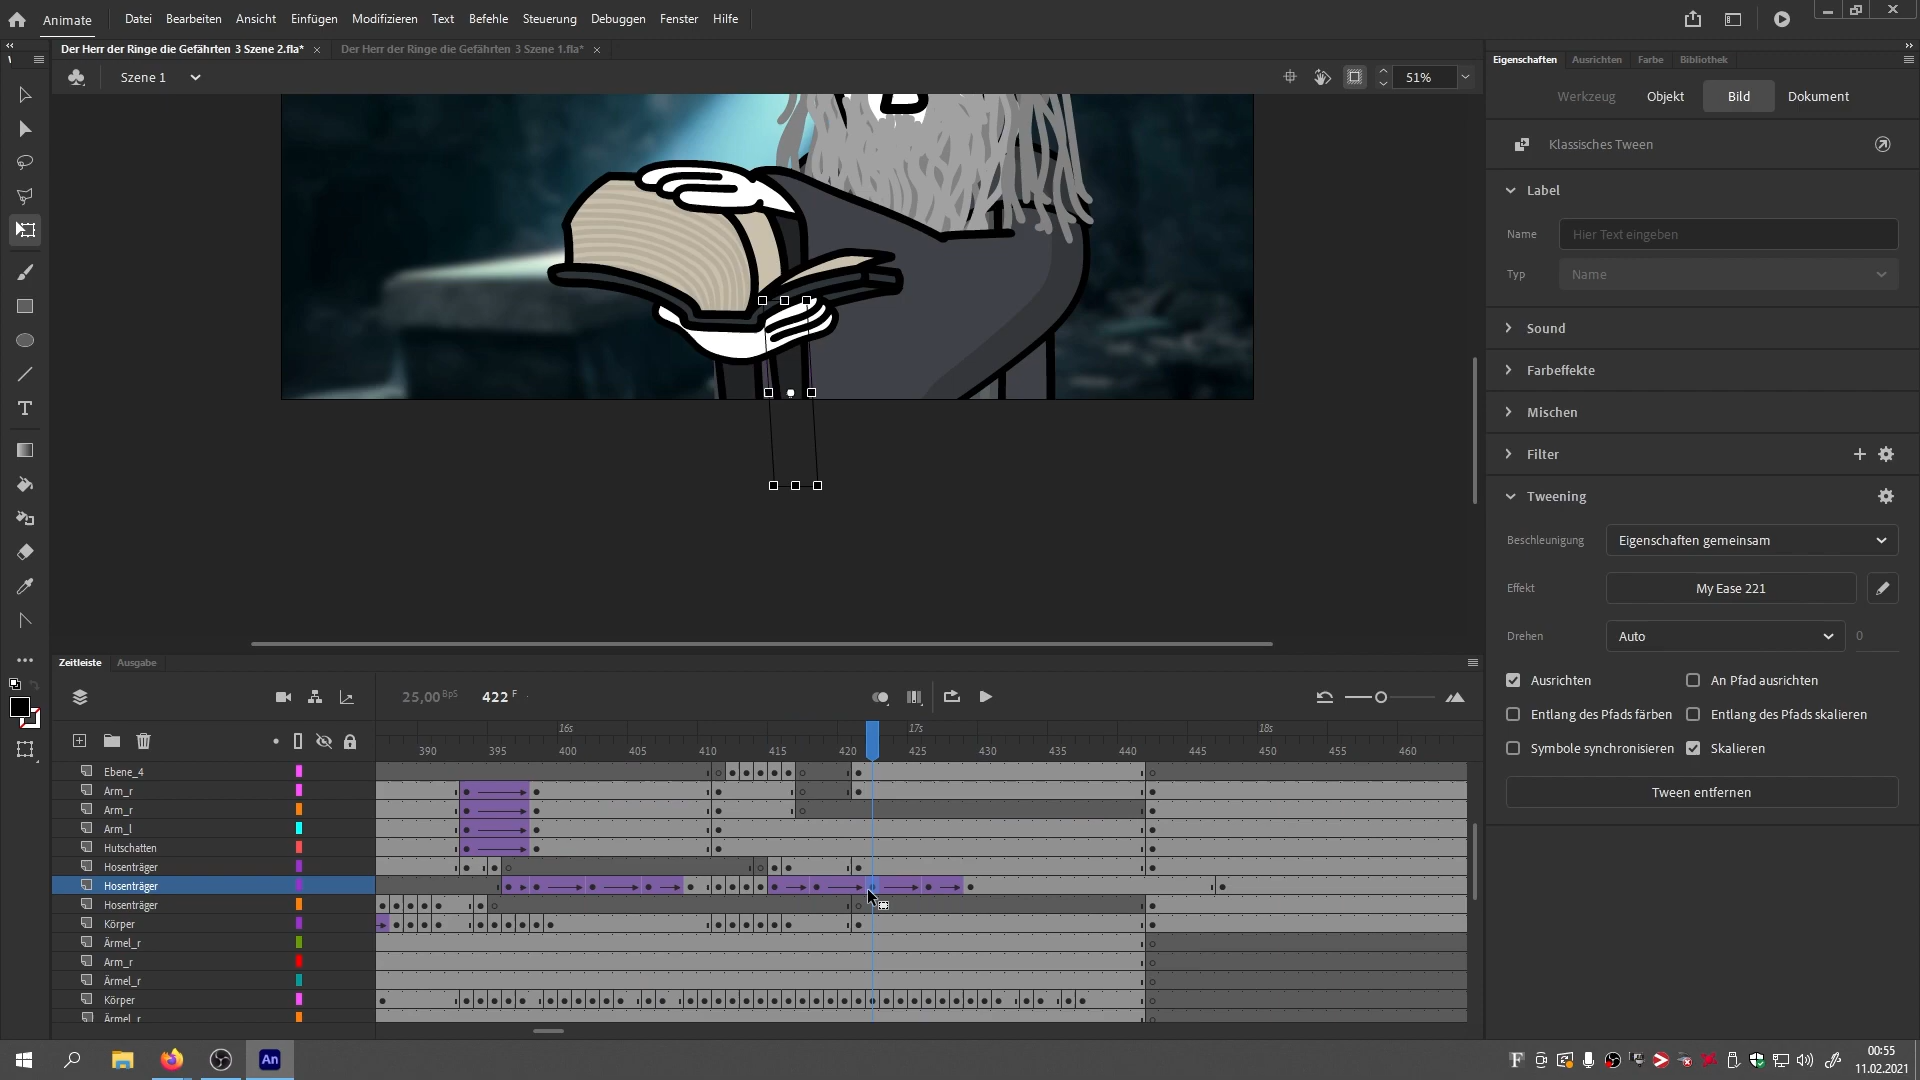 Animate
Datei Bearbeiten Ansicht Einfügen Modifizieren Text Befehle Steuerung Debuggen Fenster Hilfe
Der Herr der Ringe die Gefährten 3 Szene 2.fla*
Der Herr der Ringe die Gefährten 3 Szene 1.fla*
Szene 1
51%
Eigenschaften Ausrichten Farbe Bibliothek
Werkzeug Objekt Bild Dokument
Klassisches Tween
Label
Name Hier Text eingeben
Typ Name
Sound
Farbeffekte
Mischen
Filter
Tweening
Beschleunigung Eigenschaften gemeinsam
Effekt My Ease 221
Drehen Auto 0
Ausrichten An Pfad ausrichten
Entlang des Pfads färben Entlang des Pfads skalieren
Symbole synchronisieren Skalieren
Tween entfernen
Zeitleiste Ausgabe
25,00 BpS 422 F
16s 17s 18s
390 395 400 405 410 415 420 425 430 435 440 445 450 455 460
Ebene_4
Arm_r
Arm_r
Arm_l
Hutschatten
Hosenträger
Hosenträger
Hosenträger
Körper
Ärmel_r
Arm_r
Ärmel_r
Körper
Ärmel_r
An
00:55
11.02.2021